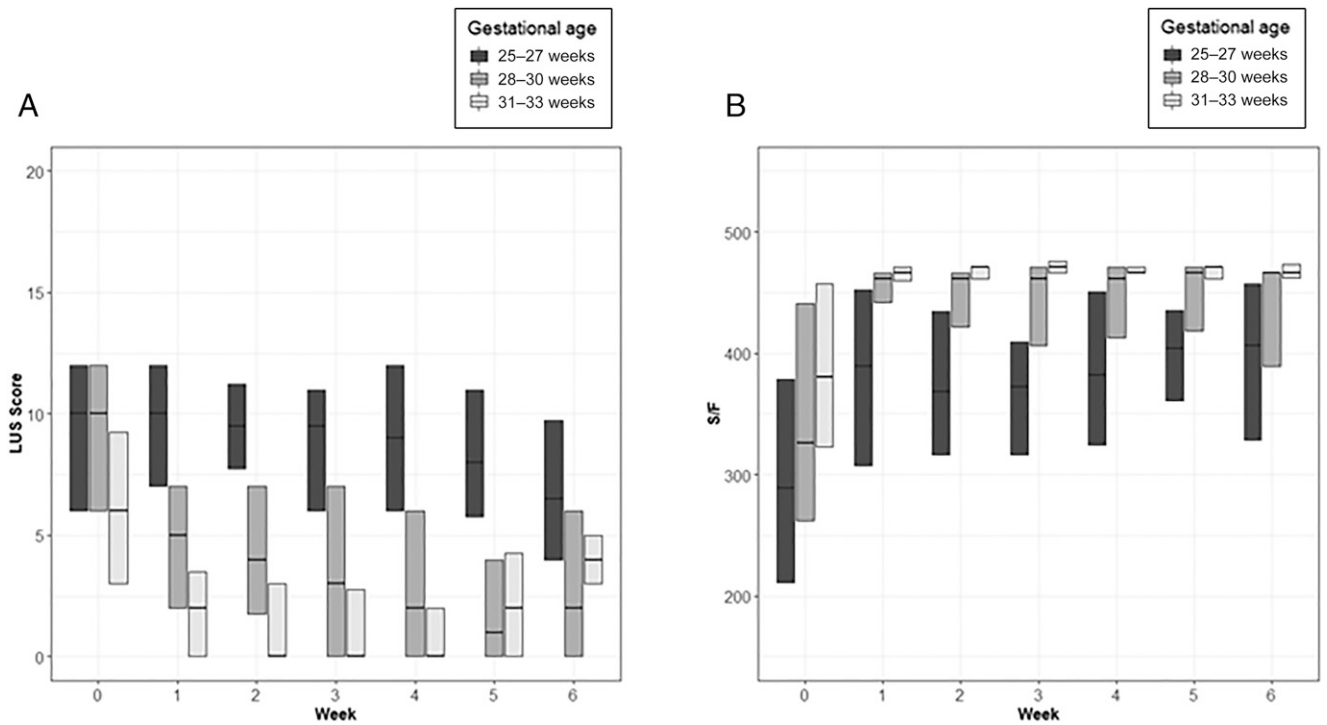 Gestational age
25–27 weeks
28–30 weeks
31–33 weeks
A
20
15
10
5
0
LUS Score
0 1 2 3 4 5 6
Week
Gestational age
25–27 weeks
28–30 weeks
31–33 weeks
B
500
400
300
200
S/F
0 1 2 3 4 5 6
Week